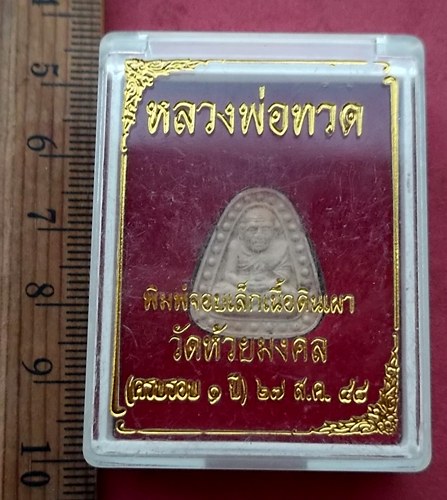 หลวงพ่อทวด
พิมพ์จอบเล็กเนื้อดินเผา
วัดห้วยมงคล
(ครบรอบ ๑ ปี) ๒๗ ส.ค. ๔๘
5
6
7
8
9
10